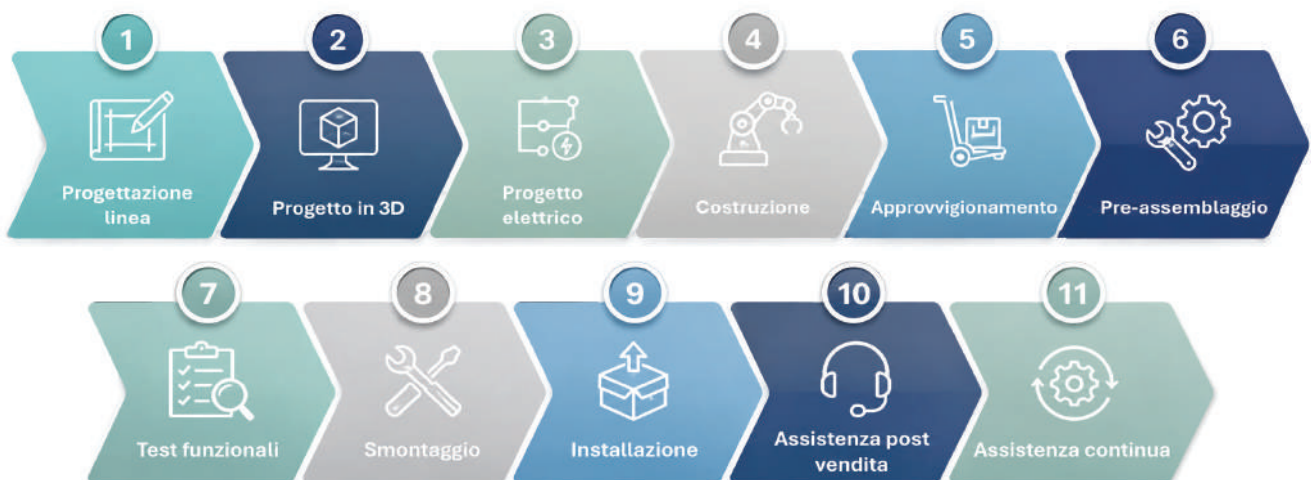 1
Progettazione
linea
2
Progetto in 3D
3
Progetto
elettrico
4
Costruzione
5
Approvvigionamento
6
Pre-assemblaggio
7
Test funzionali
8
Smontaggio
9
Installazione
10
Assistenza post
vendita
11
Assistenza continua